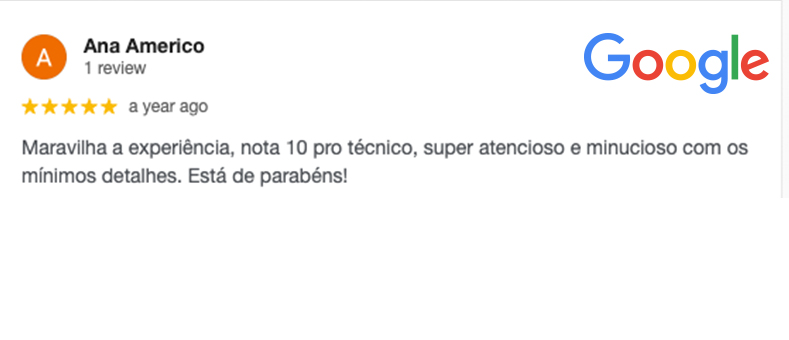 Ana Americo
Google
1 review
a year ago
Maravilha a experiência, nota 10 pro técnico, super atencioso e minucioso com os
mínimos detalhes. Está de parabéns!
A